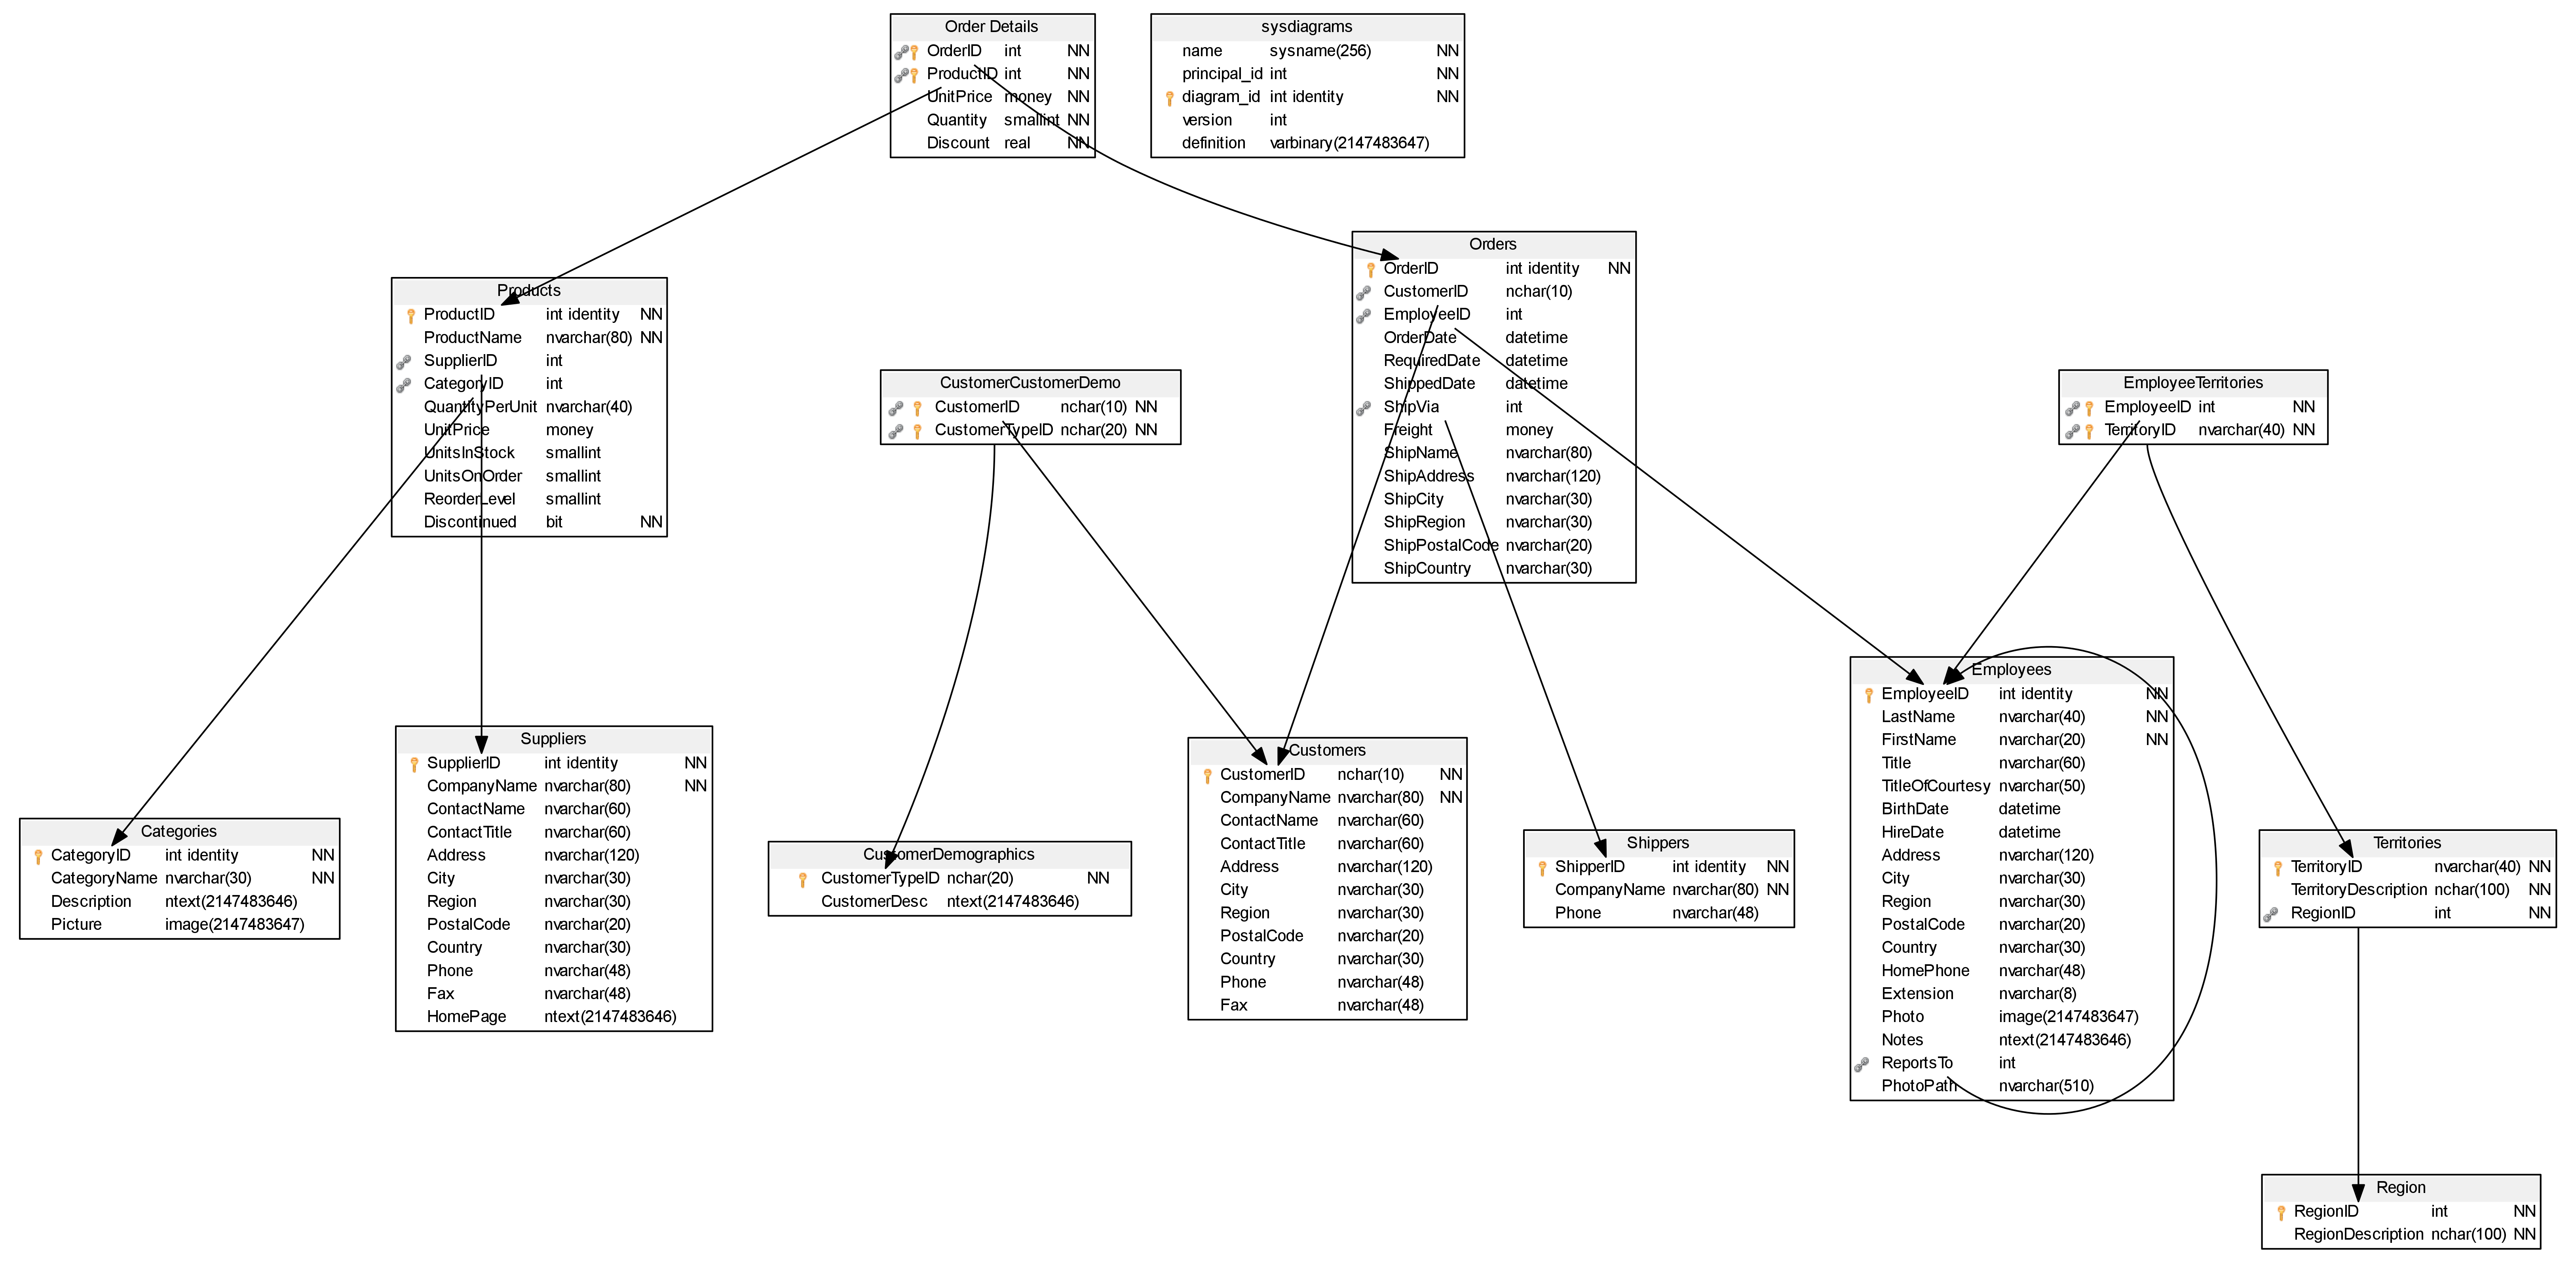 Order Details
OrderID int NN
ProductID int NN
UnitPrice money NN
Quantity smallint NN
Discount real NN
sysdiagrams
name sysname(256) NN
principal_id int NN
diagram_id int identity NN
version int
definition varbinary(2147483647)
Orders
OrderID int identity NN
CustomerID nchar(10)
EmployeeID int
OrderDate datetime
RequiredDate datetime
ShippedDate datetime
ShipVia int
Freight money
ShipName nvarchar(80)
ShipAddress nvarchar(120)
ShipCity nvarchar(30)
ShipRegion nvarchar(30)
ShipPostalCode nvarchar(20)
ShipCountry nvarchar(30)
Products
ProductID int identity NN
ProductName nvarchar(80) NN
SupplierID int
CategoryID int
QuantityPerUnit nvarchar(40)
UnitPrice money
UnitsInStock smallint
UnitsOnOrder smallint
ReorderLevel smallint
Discontinued bit NN
CustomerCustomerDemo
CustomerID nchar(10) NN
CustomerTypeID nchar(20) NN
EmployeeTerritories
EmployeeID int NN
TerritoryID nvarchar(40) NN
Employees
EmployeeID int identity NN
LastName nvarchar(40) NN
FirstName nvarchar(20) NN
Title nvarchar(60)
TitleOfCourtesy nvarchar(50)
BirthDate datetime
HireDate datetime
Address nvarchar(120)
City nvarchar(30)
Region nvarchar(30)
PostalCode nvarchar(20)
Country nvarchar(30)
HomePhone nvarchar(48)
Extension nvarchar(8)
Photo image(2147483647)
Notes ntext(2147483646)
ReportsTo int
PhotoPath nvarchar(510)
Suppliers
SupplierID int identity NN
CompanyName nvarchar(80) NN
ContactName nvarchar(60)
ContactTitle nvarchar(60)
Address nvarchar(120)
City nvarchar(30)
Region nvarchar(30)
PostalCode nvarchar(20)
Country nvarchar(30)
Phone nvarchar(48)
Fax nvarchar(48)
HomePage ntext(2147483646)
Customers
CustomerID nchar(10) NN
CompanyName nvarchar(80) NN
ContactName nvarchar(60)
ContactTitle nvarchar(60)
Address nvarchar(120)
City nvarchar(30)
Region nvarchar(30)
PostalCode nvarchar(20)
Country nvarchar(30)
Phone nvarchar(48)
Fax nvarchar(48)
Categories
CategoryID int identity NN
CategoryName nvarchar(30) NN
Description ntext(2147483646)
Picture image(2147483647)
CustomerDemographics
CustomerTypeID nchar(20) NN
CustomerDesc ntext(2147483646)
Shippers
ShipperID int identity NN
CompanyName nvarchar(80) NN
Phone nvarchar(48)
Territories
TerritoryID nvarchar(40) NN
TerritoryDescription nchar(100) NN
RegionID int NN
Region
RegionID int NN
RegionDescription nchar(100) NN